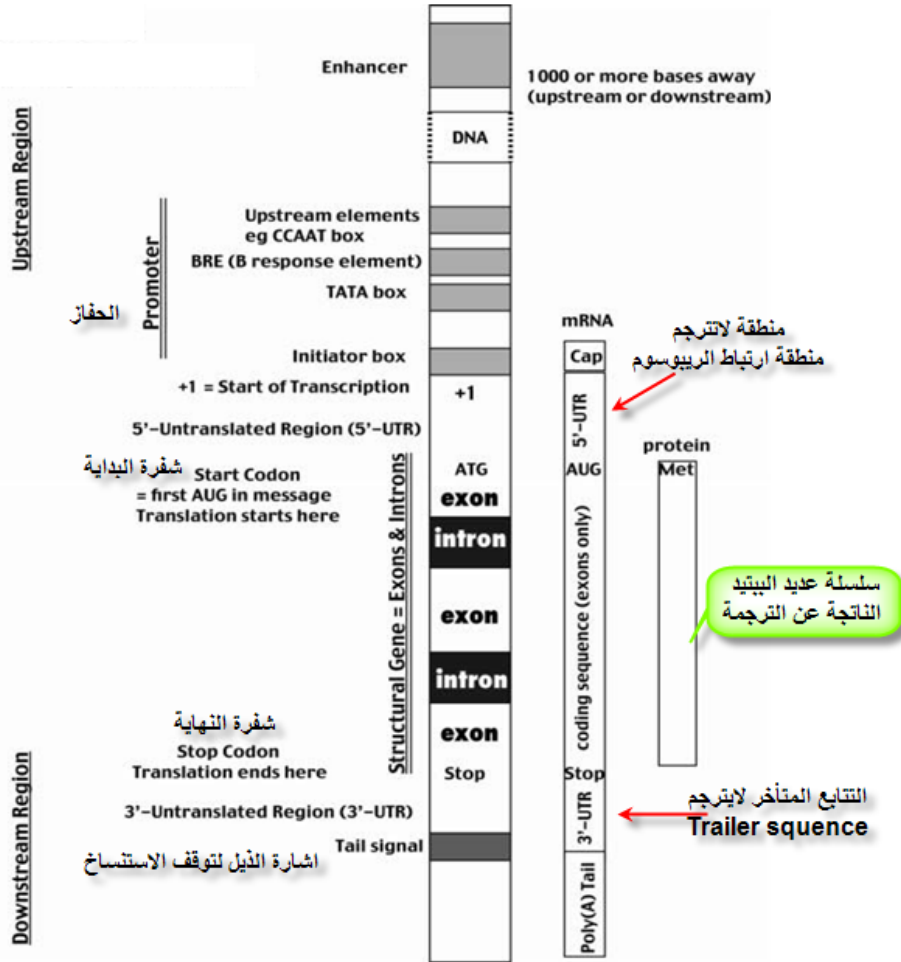 Enhancer
1000 or more bases away
(upstream or downstream)
Upstream Region
DNA
Promoter
الحفاز
Upstream elements
eg CCAAT box
BRE (B response element)
TATA box
Initiator box
mRNA
Cap
منطقة لاتترجم
منطقة ارتباط الريبوسوم
+1 = Start of Transcription
+1
5'-Untranslated Region (5'-UTR)
5'-UTR
protein
شفرة البداية
Start Codon
= first AUG in message
Translation starts here
ATG
AUG
Met
Structural Gene = Exons & Introns
exon
intron
exon
intron
exon
coding sequence (exons only)
سلسلة عديد الببتيد
الناتجة عن الترجمة
شفرة النهاية
Stop Codon
Translation ends here
Stop
Stop
Downstream Region
3'-Untranslated Region (3'-UTR)
3'-UTR
التتابع المتأخر لايترجم
Trailer squence
Tail signal
اشارة الذيل لتوقف الاستنساخ
Poly(A) Tail